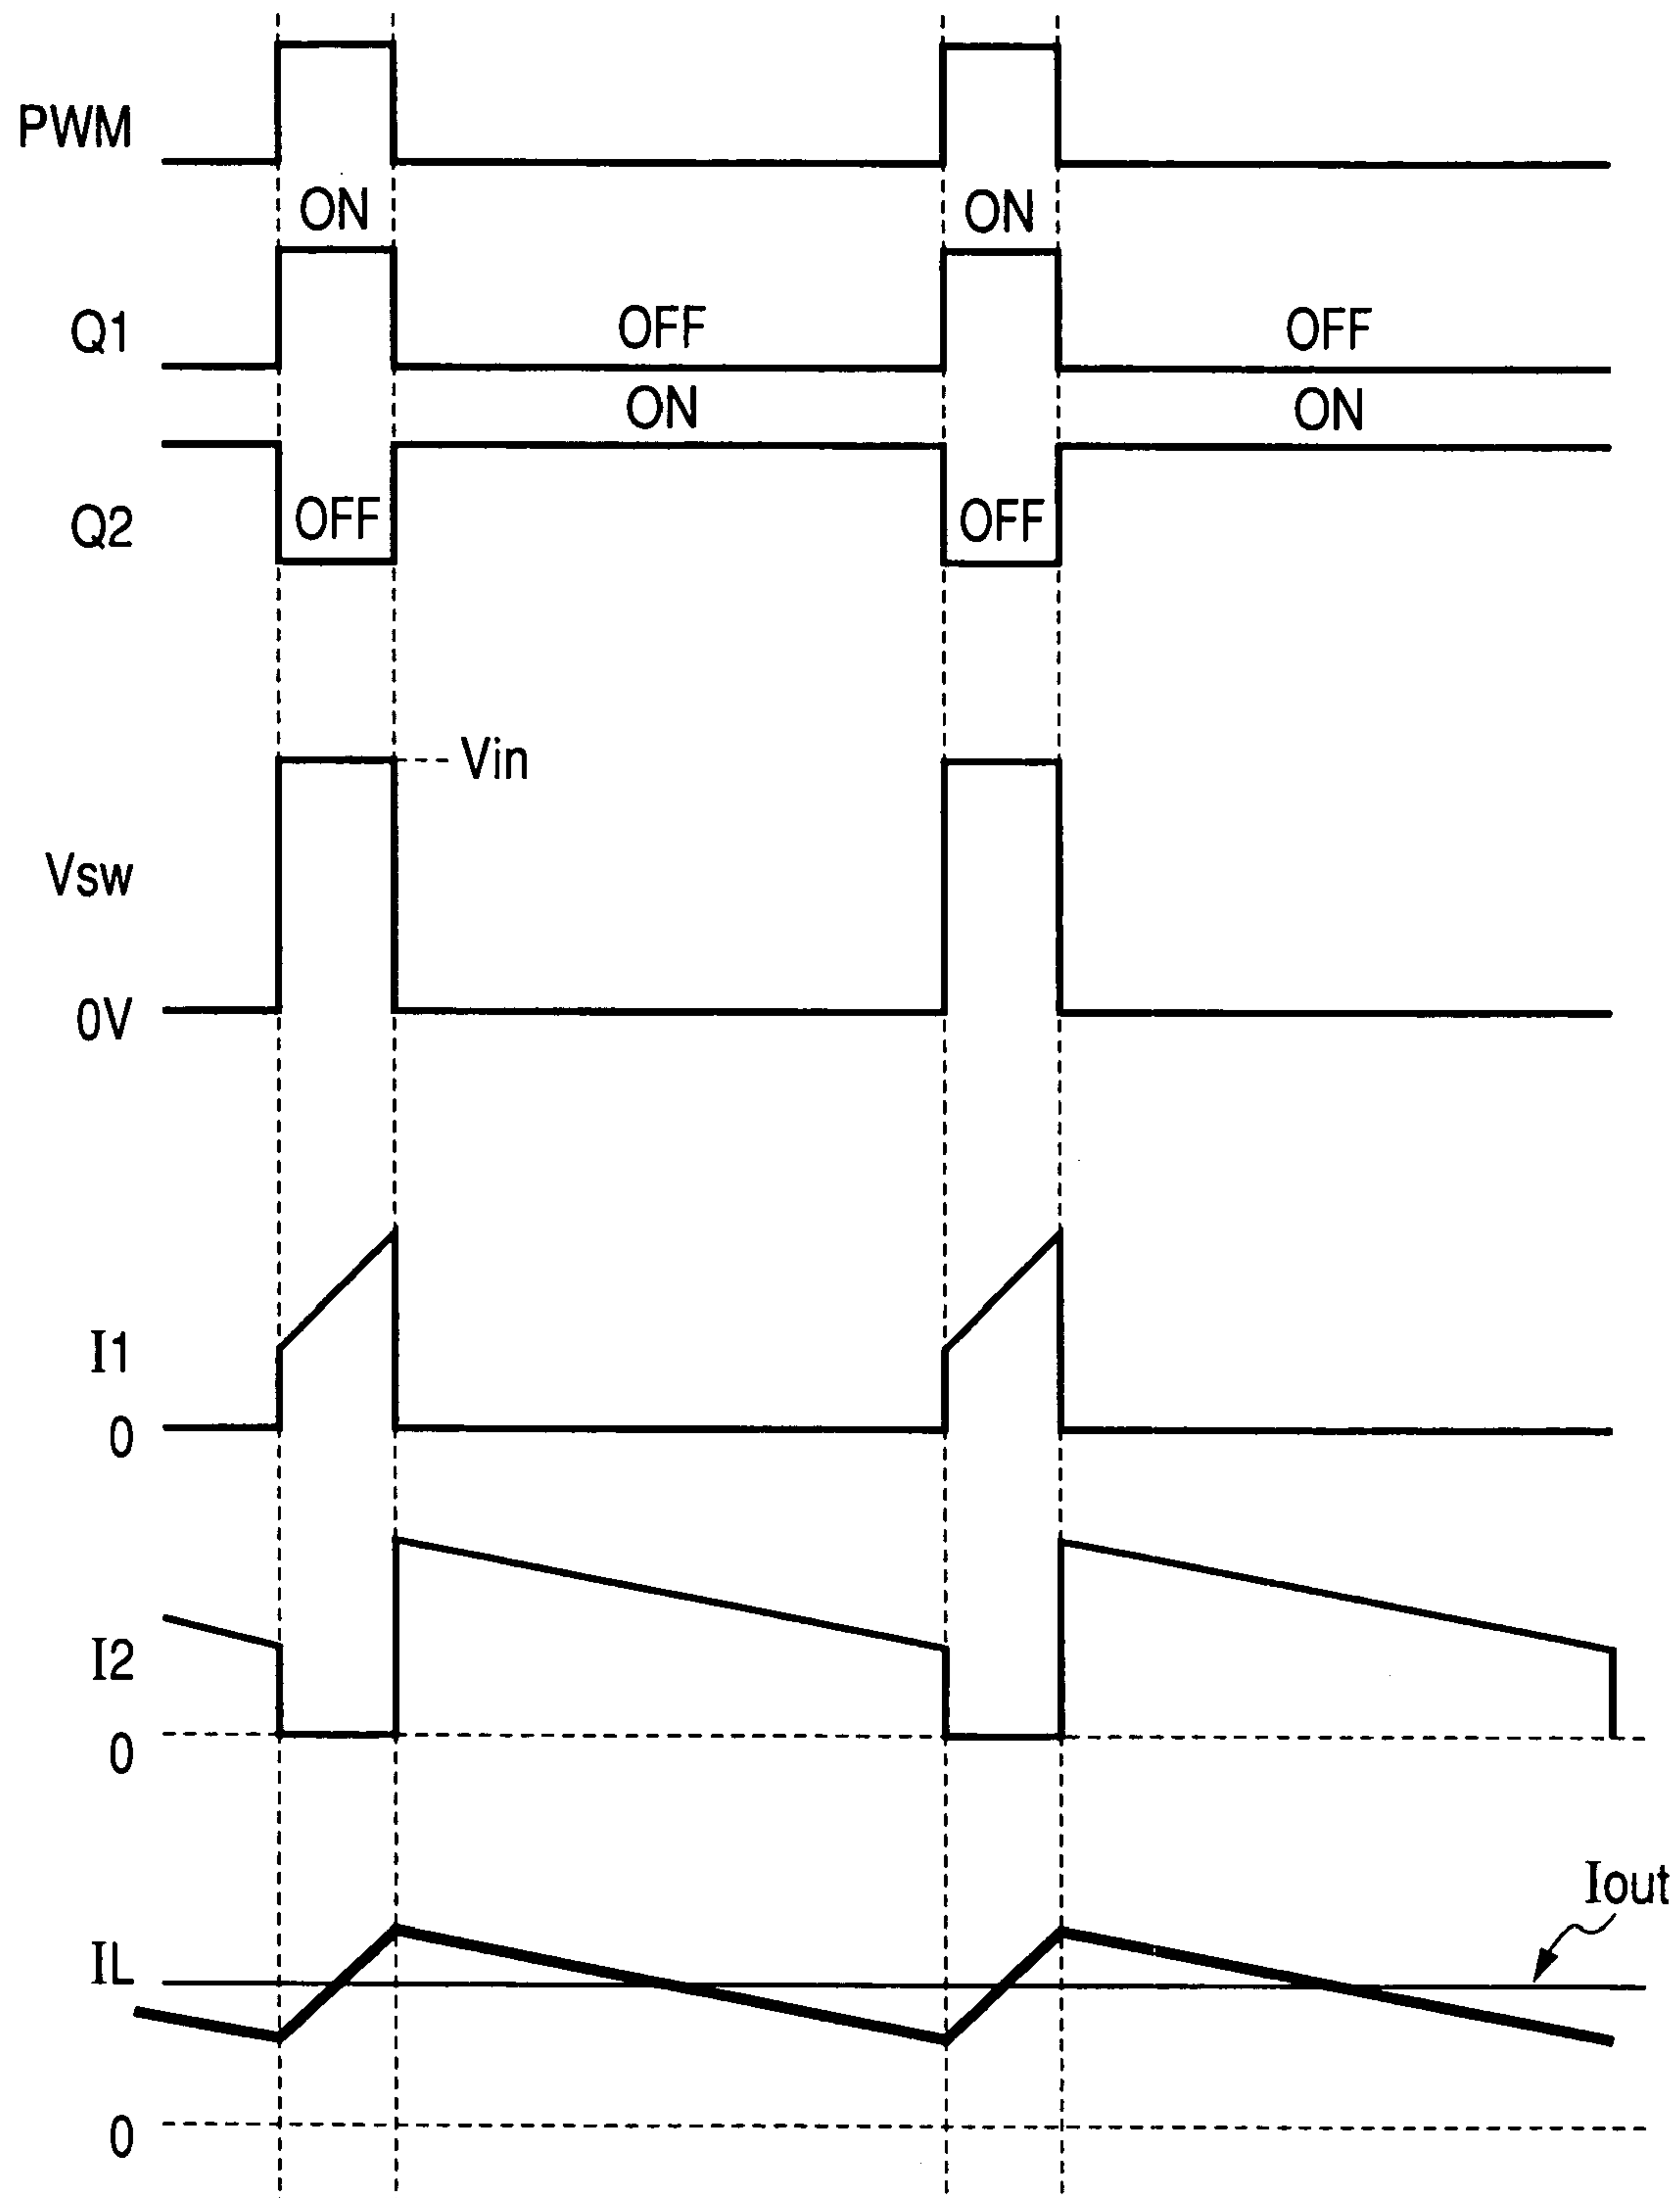 PWM
ON ON
Q1 OFF OFF
ON ON
Q2 OFF OFF
Vin
Vsw
0V
I1
0
I2
0
Iout
IL
0